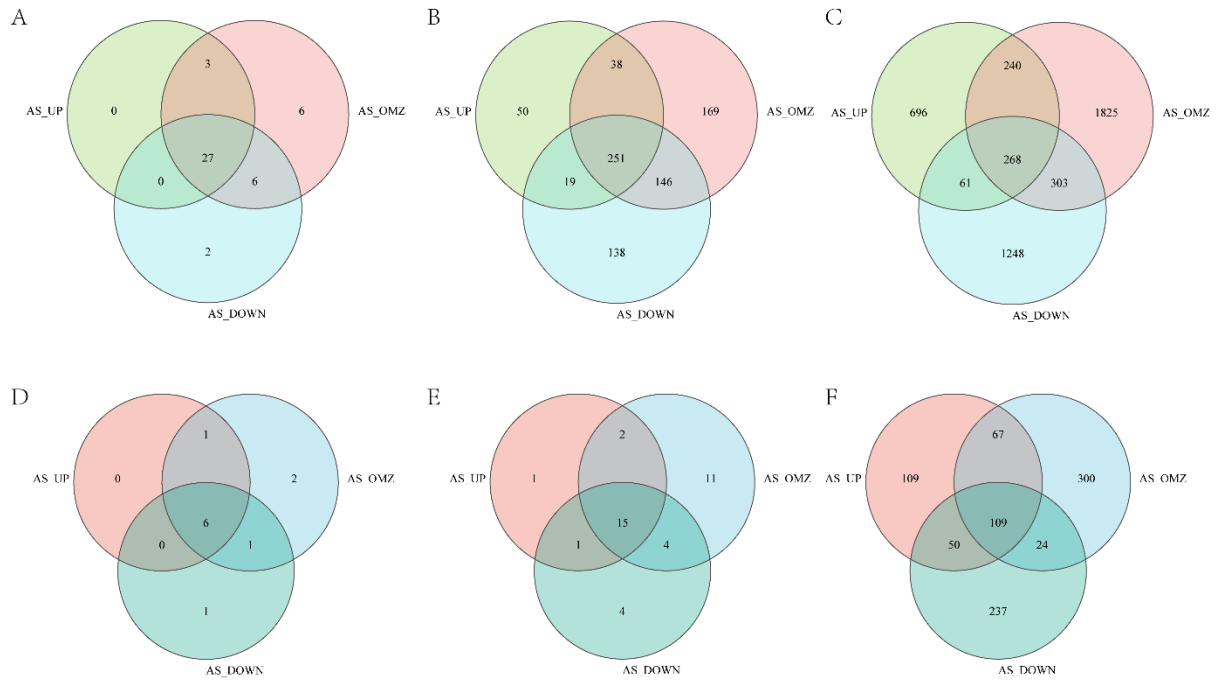 A
B
C
3
38
240
AS_UP
0
6
AS_OMZ
AS_UP
50
169
AS_OMZ
AS_UP
696
1825
AS_OMZ
27
251
268
0
6
19
146
61
303
2
138
1248
AS_DOWN
AS_DOWN
AS_DOWN
D
E
F
1
2
67
AS_UP
0
2
AS_OMZ
AS_UP
1
11
AS_OMZ
AS_UP
109
300
AS_OMZ
6
15
109
0
1
1
4
50
24
1
4
237
AS_DOWN
AS_DOWN
AS_DOWN